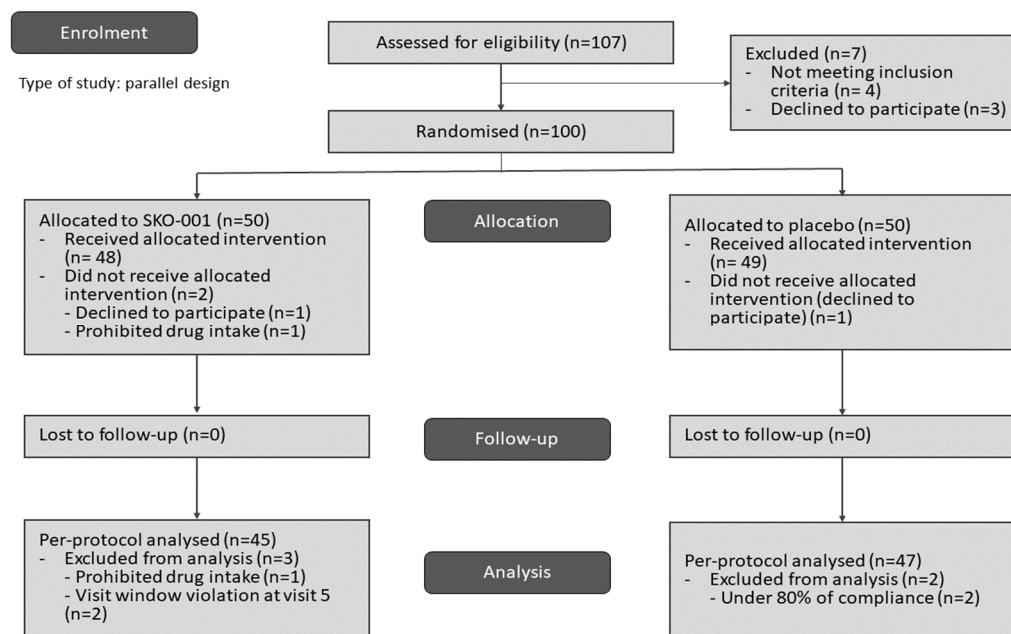 Enrolment
Type of study: parallel design
Assessed for eligibility (n=107)
Excluded (n=7)
- Not meeting inclusion
criteria (n= 4)
- Declined to participate (n=3)
Randomised (n=100)
Allocated to SKO-001 (n=50)
- Received allocated intervention
(n= 48)
- Did not receive allocated
intervention (n=2)
- Declined to participate (n=1)
- Prohibited drug intake (n=1)
Allocation
Allocated to placebo (n=50)
- Received allocated intervention
(n= 49)
- Did not receive allocated
intervention (declined to
participate) (n=1)
Lost to follow-up (n=0)
Follow-up
Lost to follow-up (n=0)
Per-protocol analysed (n=45)
- Excluded from analysis (n=3)
- Prohibited drug intake (n=1)
- Visit window violation at visit 5
(n=2)
Analysis
Per-protocol analysed (n=47)
- Excluded from analysis (n=2)
- Under 80% of compliance (n=2)